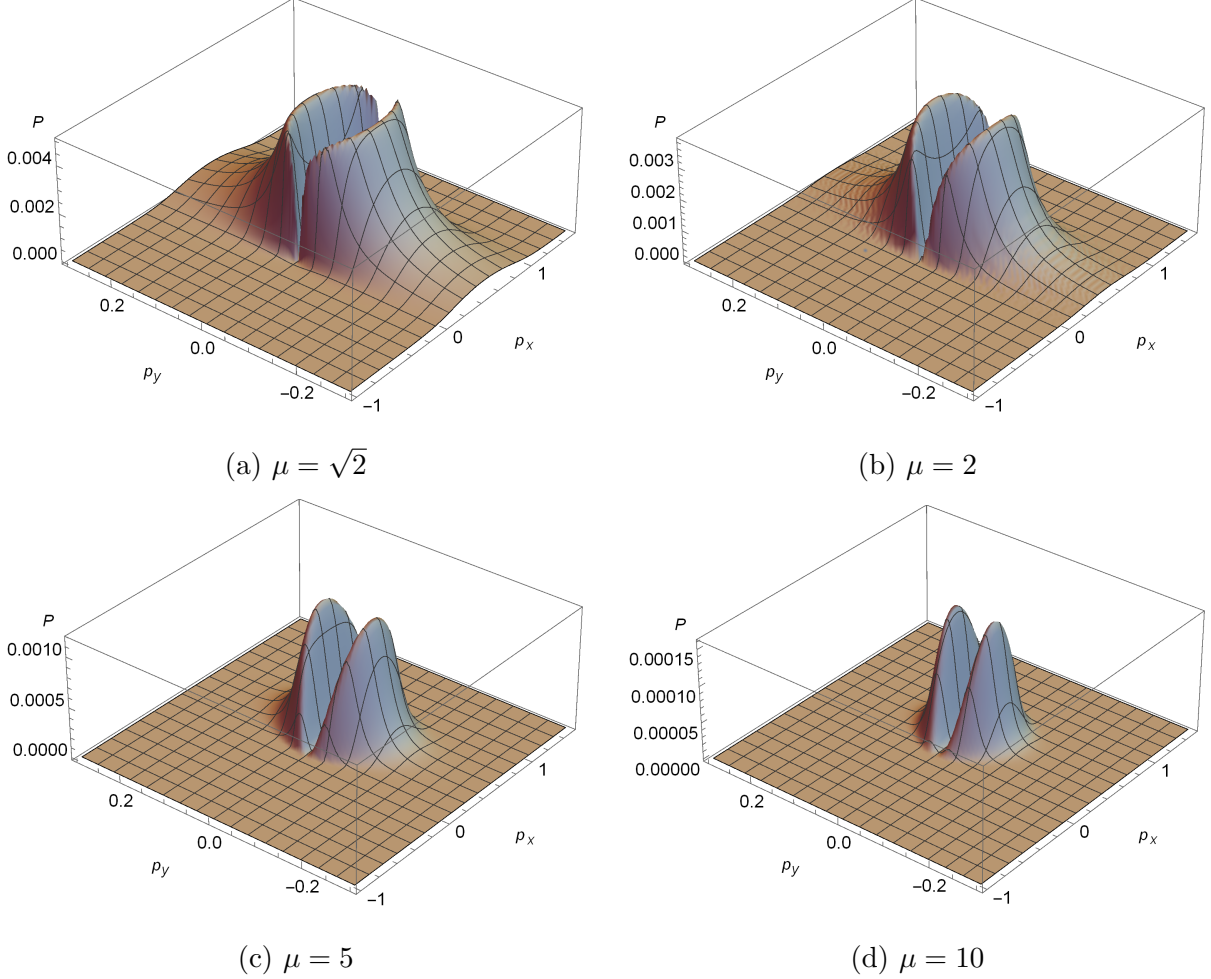 P
0.004
0.002
0.000
0.2
0.0
−0.2
p_y
−1
0
1
p_x
(a) μ = √2
P
0.003
0.002
0.001
0.000
0.2
0.0
−0.2
p_y
−1
0
1
p_x
(b) μ = 2
P
0.0010
0.0005
0.0000
0.2
0.0
−0.2
p_y
−1
0
1
p_x
(c) μ = 5
P
0.00015
0.00010
0.00005
0.00000
0.2
0.0
−0.2
p_y
−1
0
1
p_x
(d) μ = 10